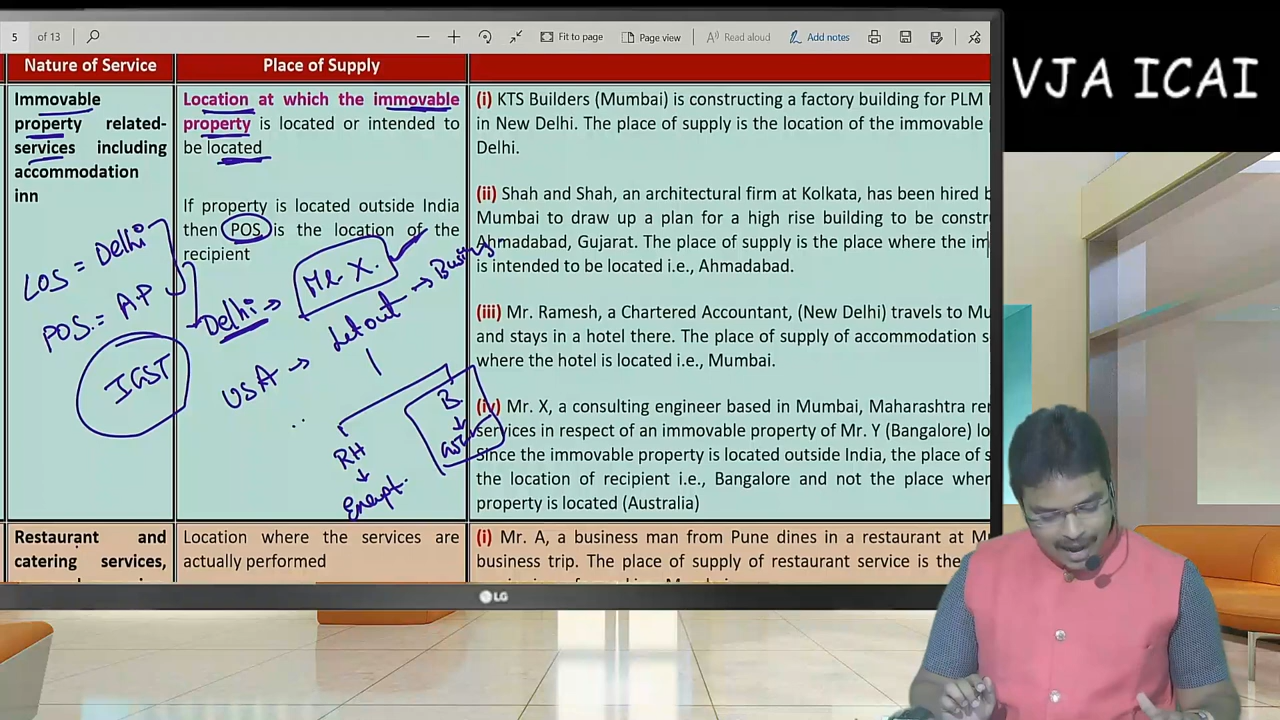 5 of 13
Fit to page
Page view
Read aloud
Add notes
VJA ICAI
Nature of Service
Place of Supply
Immovable
property related-
services including
accommodation
inn
Location at which the immovable
property is located or intended to
be located
If property is located outside India
then POS is the location of the
recipient
(i) KTS Builders (Mumbai) is constructing a factory building for PLM
in New Delhi. The place of supply is the location of the immovable
Delhi.
(ii) Shah and Shah, an architectural firm at Kolkata, has been hired
Mumbai to draw up a plan for a high rise building to be constr
Ahmadabad, Gujarat. The place of supply is the place where the im
is intended to be located i.e., Ahmadabad.
(iii) Mr. Ramesh, a Chartered Accountant, (New Delhi) travels to Mu
and stays in a hotel there. The place of supply of accommodation s
where the hotel is located i.e., Mumbai.
(iv) Mr. X, a consulting engineer based in Mumbai, Maharashtra re
services in respect of an immovable property of Mr. Y (Bangalore) lo
Since the immovable property is located outside India, the place of s
the location of recipient i.e., Bangalore and not the place wher
property is located (Australia)
LOS = Delhi
POS. = A.P
IGST
Delhi → Mr X.
USA → Let out →
RH
↓
Exempt.
B
↓
Restaurant and
catering services,
Location where the services are
actually performed
(i) Mr. A, a business man from Pune dines in a restaurant at M
business trip. The place of supply of restaurant service is the
LG